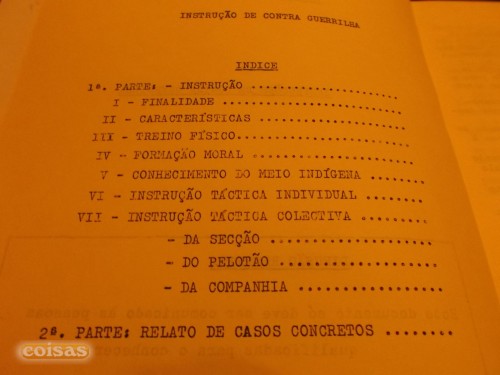 INSTRUÇÃO DE CONTRA GUERRILHA
INDICE
1ª. PARTE: - INSTRUÇÃO ....................
I - FINALIDADE ....................
II - CARACTERÍSTICAS ....................
III - TREINO FÍSICO....................
IV - FORMAÇÃO MORAL ....................
V - CONHECIMENTO DO MEIO INDÍGENA ............
VI - INSTRUÇÃO TÁCTICA INDIVIDUAL ............
VII - INSTRUÇÃO TÁCTICA COLECTIVA ............
- DA SECÇÃO ....................
- DO PELOTÃO ....................
- DA COMPANHIA ....................
2ª. PARTE: RELATO DE CASOS CONCRETOS ........
coisas